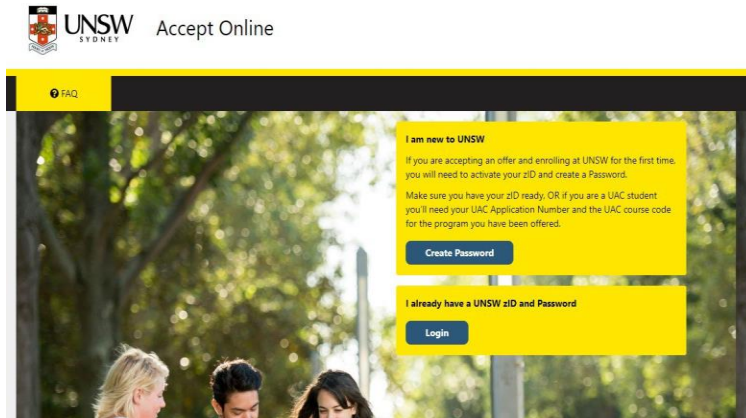 UNSW
SYDNEY
Accept Online
FAQ
I am new to UNSW
If you are accepting an offer and enrolling at UNSW for the first time,
you will need to activate your zID and create a Password.
Make sure you have your zID ready, OR if you are a UAC student
you'll need your UAC Application Number and the UAC course code
for the program you have been offered.
Create Password
I already have a UNSW zID and Password
Login